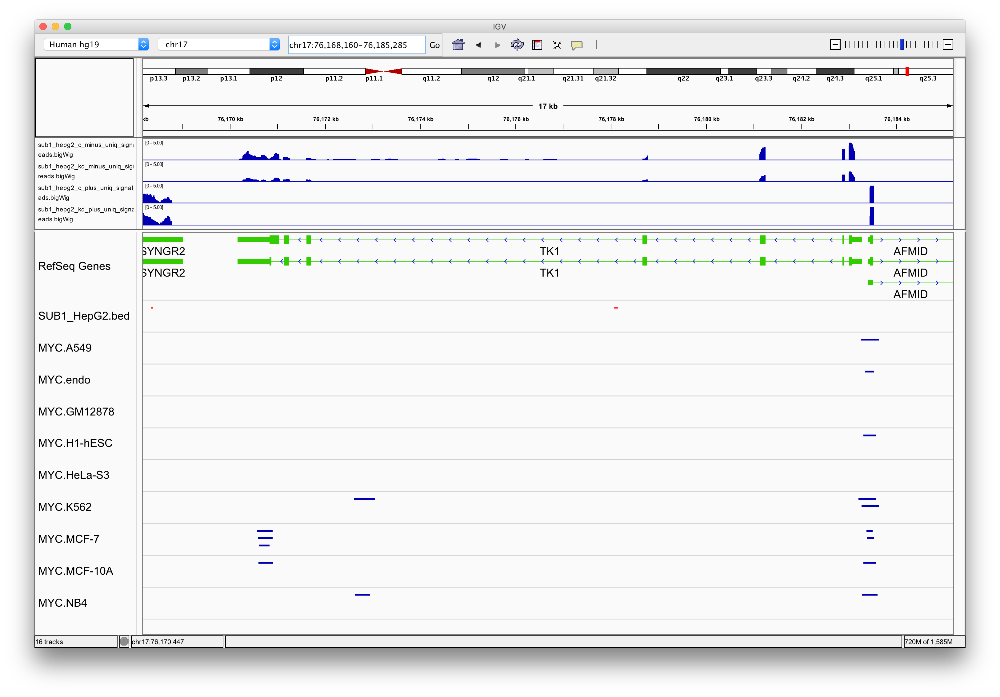 IGV
Human hg19 chr17 chr17:76,168,160-76,185,285 Go
p13.3 p13.2 p13.1 p12 p11.2 p11.1 q11.2 q12 q21.1 q21.31 q21.32 q22 q23.1 q23.3 q24.2 q24.3 q25.1 q25.3
17 kb
kb 76,170 kb 76,172 kb 76,174 kb 76,176 kb 76,178 kb 76,180 kb 76,182 kb 76,184 kb
sub1_hepg2_c_minus_uniq_signa [0 - 5.00]
eads.bigWig
sub1_hepg2_kd_minus_uniq_sig [0 - 5.00]
reads.bigWig
sub1_hepg2_c_plus_uniq_signal_ [0 - 5.00]
ads.bigWig
sub1_hepg2_kd_plus_uniq_signa [0 - 5.00]
eads.bigWig
SYNGR2 TK1 AFMID
RefSeq Genes
SYNGR2 TK1 AFMID
AFMID
SUB1_HepG2.bed
MYC.A549
MYC.endo
MYC.GM12878
MYC.H1-hESC
MYC.HeLa-S3
MYC.K562
MYC.MCF-7
MYC.MCF-10A
MYC.NB4
16 tracks chr17:76,170,447 720M of 1,585M